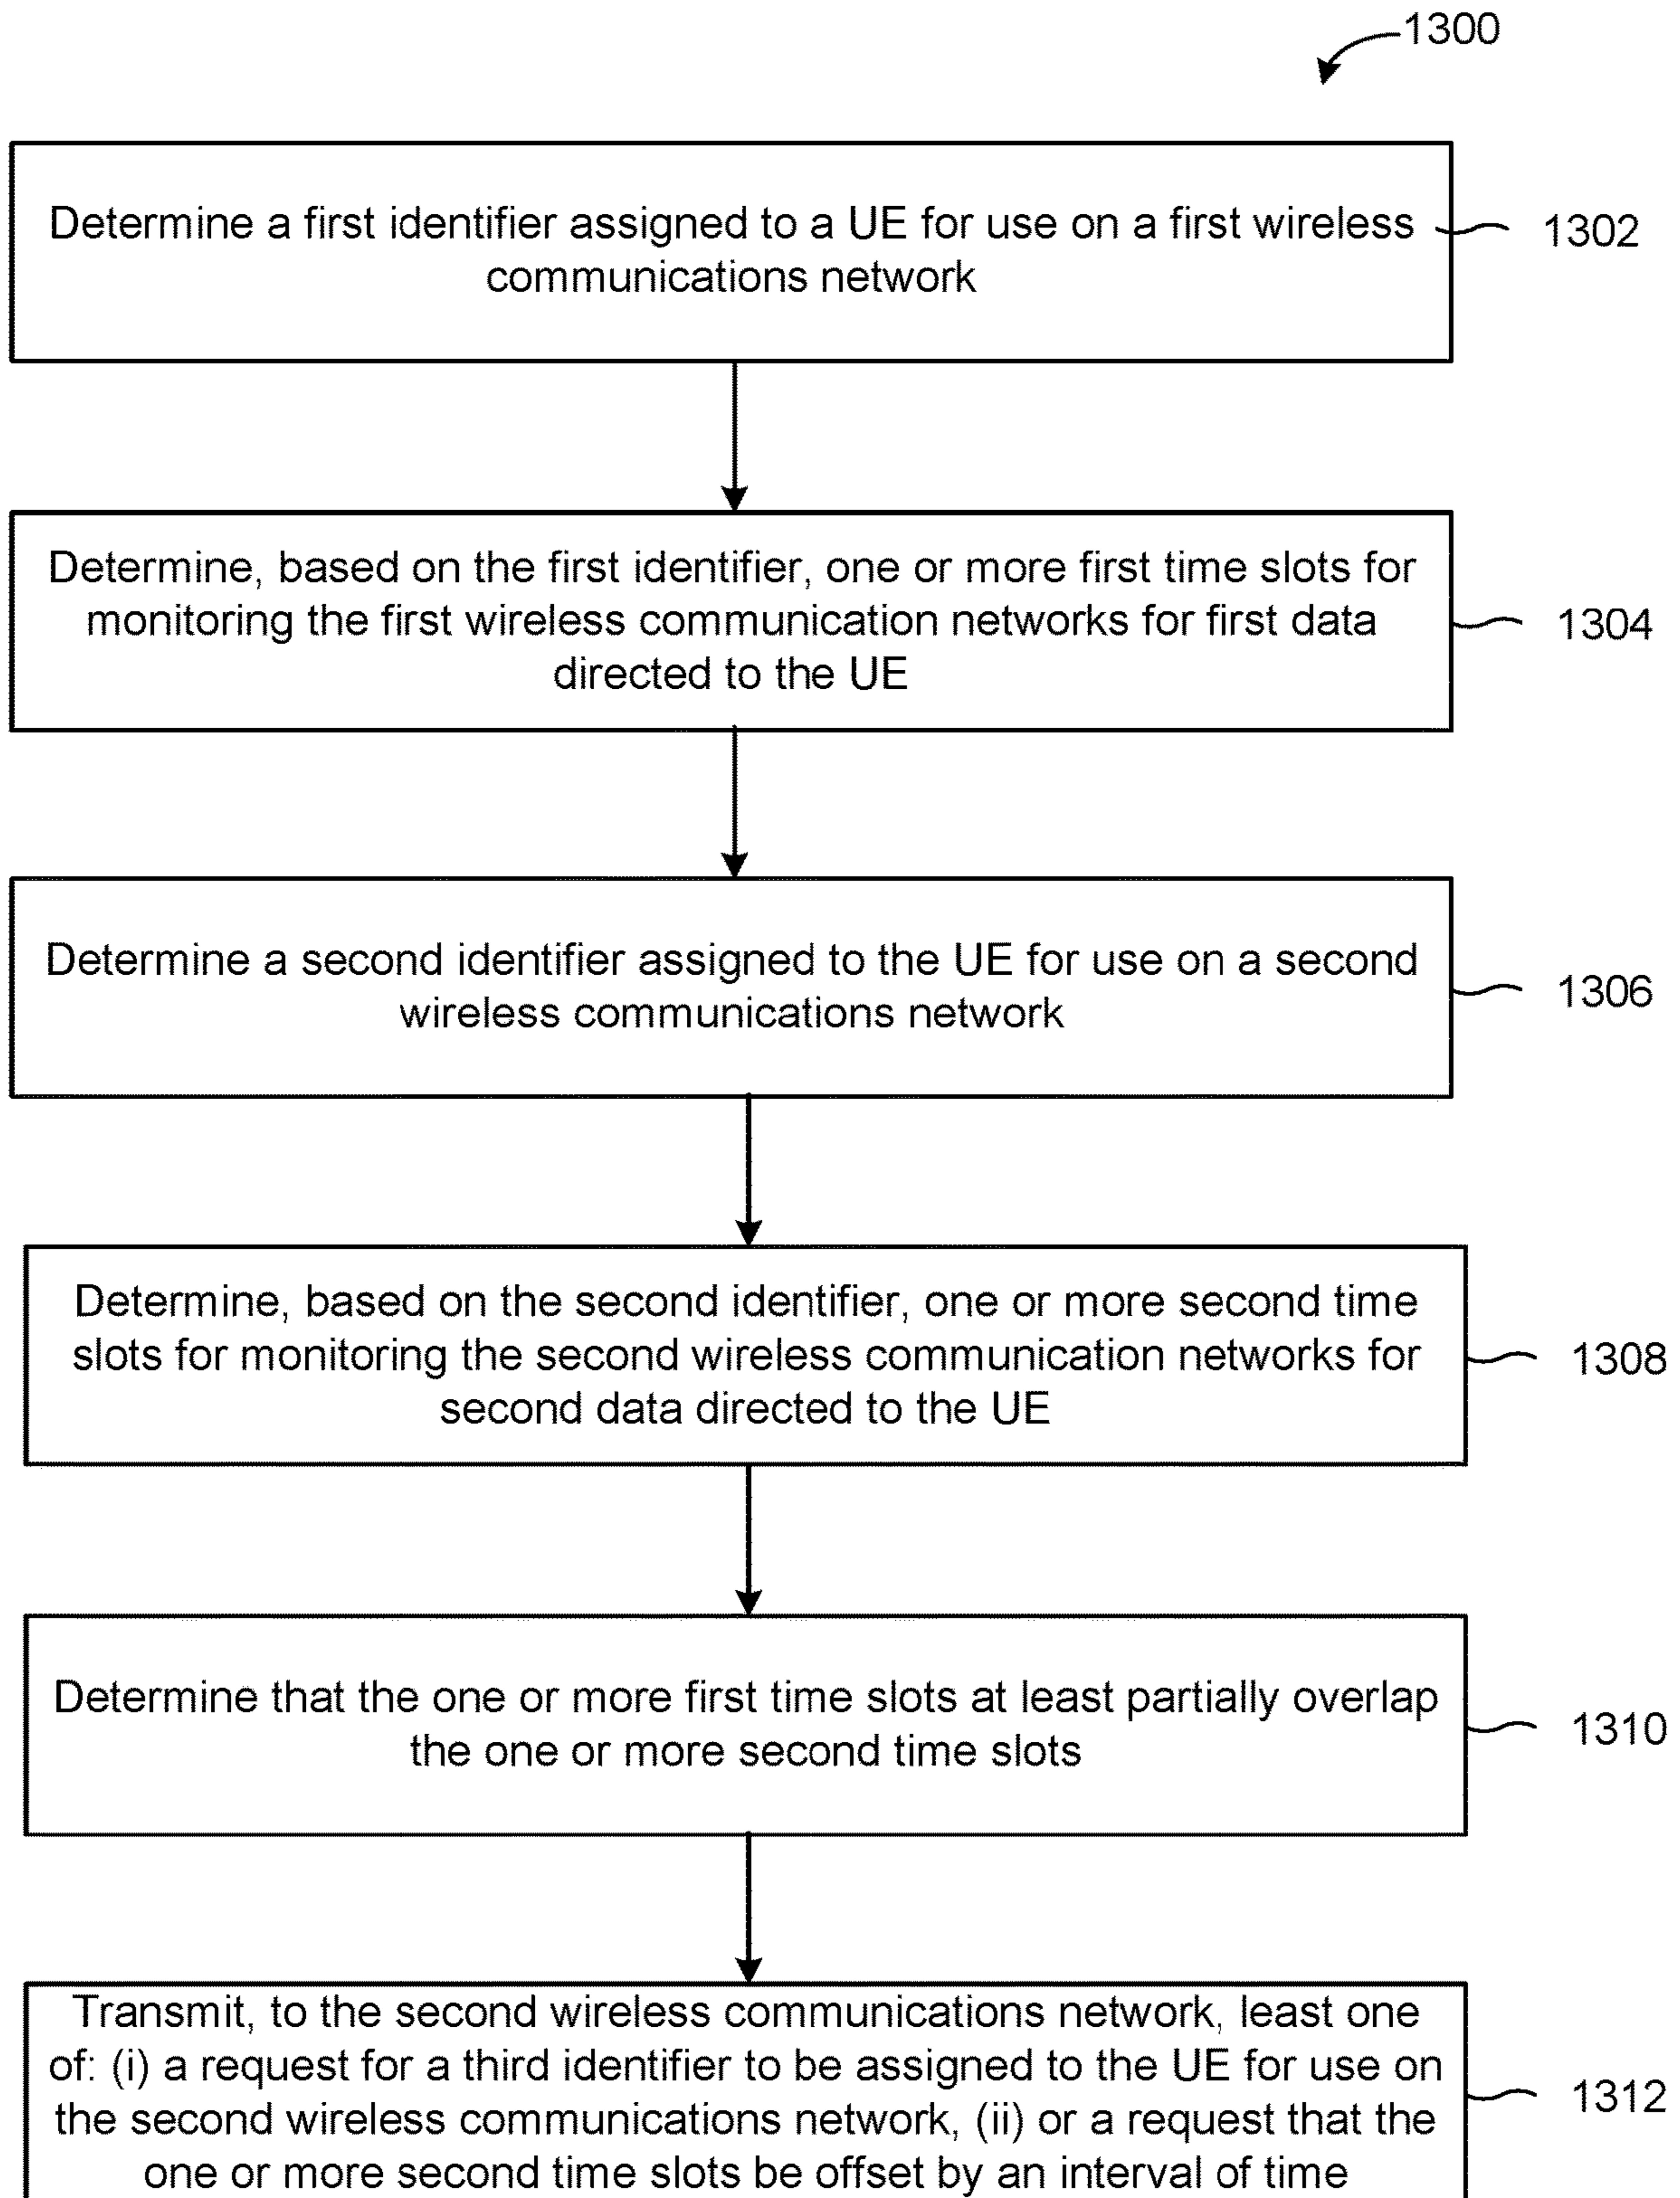 1300
Determine a first identifier assigned to a UE for use on a first wireless
communications network
1302
Determine, based on the first identifier, one or more first time slots for
monitoring the first wireless communication networks for first data
directed to the UE
1304
Determine a second identifier assigned to the UE for use on a second
wireless communications network
1306
Determine, based on the second identifier, one or more second time
slots for monitoring the second wireless communication networks for
second data directed to the UE
1308
Determine that the one or more first time slots at least partially overlap
the one or more second time slots
1310
Transmit, to the second wireless communications network, least one
of: (i) a request for a third identifier to be assigned to the UE for use on
the second wireless communications network, (ii) or a request that the
one or more second time slots be offset by an interval of time
1312